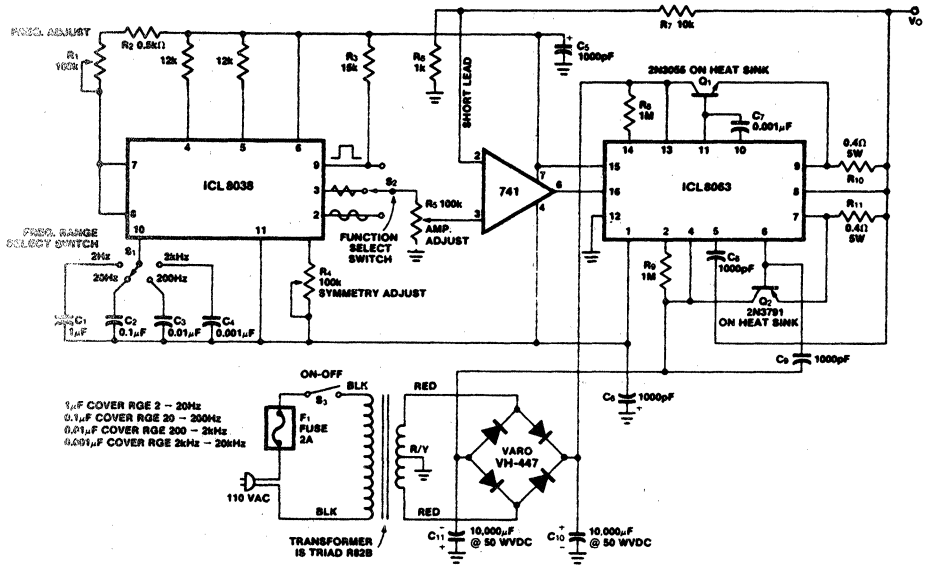 FREQ. ADJUST
R1
100k
R2 0.5kΩ
12k
12k
R3
15k
R6
1k
SHORT LEAD
C5
1000pF
R7 10k
VO
2N3055 ON HEAT SINK
Q1
R8
1M
C7
0.001µF
4
5
6
7
8
10
11
9
3
2
ICL8038
S2
FUNCTION
SELECT
SWITCH
R5 100k
AMP.
ADJUST
2
3
741
7
6
4
14
13
11
10
15
16
12
ICL8063
9
8
7
1
2
4
5
6
0.4Ω
5W
R10
R11
0.4Ω
5W
FREQ. RANGE
SELECT SWITCH
S1
2Hz
20Hz
2kHz
200Hz
C1
1µF
C2
0.1µF
C3
0.01µF
C4
0.001µF
R4
100k
SYMMETRY ADJUST
R9
1M
C8
1000pF
Q2
2N3791
ON HEAT SINK
C9
1000pF
C6
1000pF
1µF COVER RGE 2 – 20Hz
0.1µF COVER RGE 20 – 200Hz
0.01µF COVER RGE 200 – 2kHz
0.001µF COVER RGE 2kHz – 20kHz
ON-OFF
S3
BLK
F1
FUSE
2A
110 VAC
BLK
RED
R/Y
RED
VARO
VH-447
TRANSFORMER
IS TRIAD R82B
C11
10,000µF
@ 50 WVDC
C10
10,000µF
@ 50 WVDC